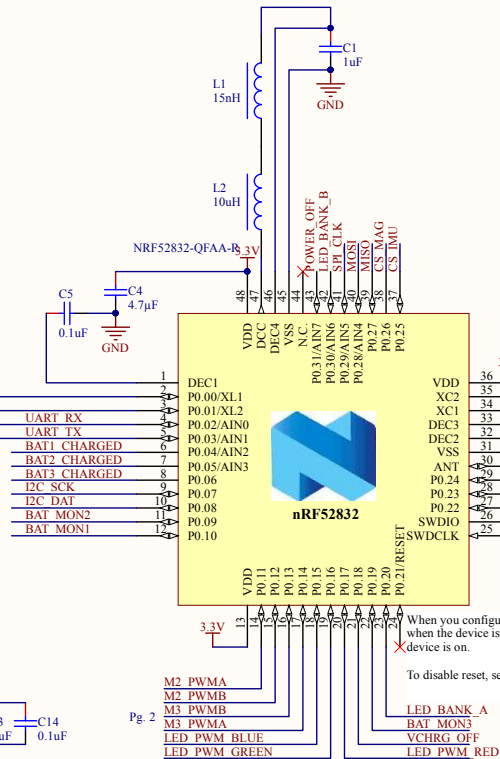 C1
1uF
L1
15nH
GND
L2
10uH
POWER_OFF
LED_BANK_B
SPI_CLK
MOSI
MISO
CS_MAG
CS_IMU
NRF52832-QFAA-R
3.3V
C5
0.1uF
C4
4.7µF
GND
48 47 46 45 44 43 42 41 40 39 38 37
VDD
DCC
DEC4
VSS
N.C.
P0.31/AIN7
P0.30/AIN6
P0.29/AIN5
P0.28/AIN4
P0.27
P0.26
P0.25
1 DEC1 VDD 36
2 P0.00/XL1 XC2 35
3 P0.01/XL2 XC1 34
UART_RX 4 P0.02/AIN0 DEC3 33
UART_TX 5 P0.03/AIN1 DEC2 32
BAT1_CHARGED 6 P0.04/AIN2 VSS 31
BAT2_CHARGED 7 P0.05/AIN3 ANT 30
BAT3_CHARGED 8 P0.06 P0.24 29
I2C_SCK 9 P0.07 P0.23 28
I2C_DAT 10 P0.08 P0.22 27
BAT_MON2 11 P0.09 SWDIO 26
BAT_MON1 12 P0.10 SWDCLK 25
nRF52832
VDD
P0.11
P0.12
P0.13
P0.14
P0.15
P0.16
P0.17
P0.18
P0.19
P0.20
P0.21/RESET
13 14 15 16 17 18 19 20 21 22 23 24
3.3V
When you configu
when the device is
device is on.
To disable reset, se
M2_PWMA
M2_PWMB
M3_PWMB
M3_PWMA
LED_PWM_BLUE
LED_PWM_GREEN
Pg. 2
LED_BANK_A
BAT_MON3
VCHRG_OFF
LED_PWM_RED
C14
0.1uF
uF